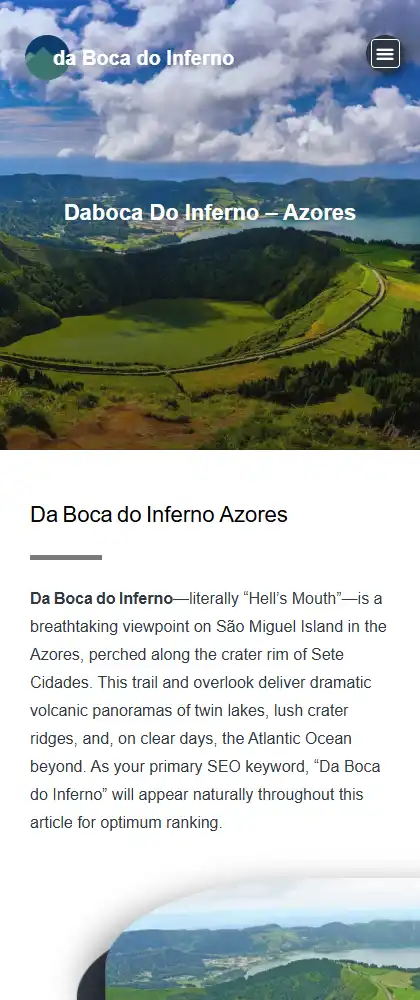 da Boca do Inferno
Daboca Do Inferno – Azores
Da Boca do Inferno Azores
Da Boca do Inferno—literally “Hell’s Mouth”—is a
breathtaking viewpoint on São Miguel Island in the
Azores, perched along the crater rim of Sete
Cidades. This trail and overlook deliver dramatic
volcanic panoramas of twin lakes, lush crater
ridges, and, on clear days, the Atlantic Ocean
beyond. As your primary SEO keyword, “Da Boca
do Inferno” will appear naturally throughout this
article for optimum ranking.